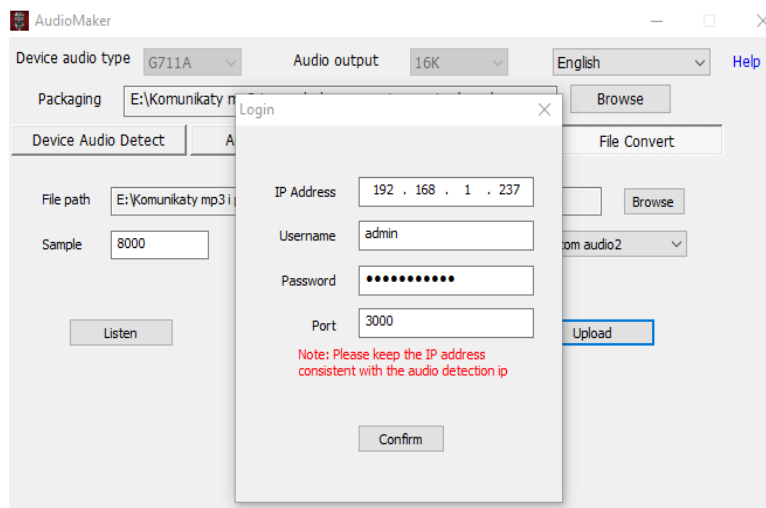 AudioMaker
Device audio type G711A Audio output 16K English Help
Packaging E:\Komunikaty Browse
Login
Device Audio Detect File Convert
IP Address 192 . 168 . 1 . 237
File path E:\Komunikaty mp3 i Browse
Username admin
Sample 8000 audio2
Password •••••••••••
Port 3000
Listen Upload
Note: Please keep the IP address
consistent with the audio detection ip
Confirm